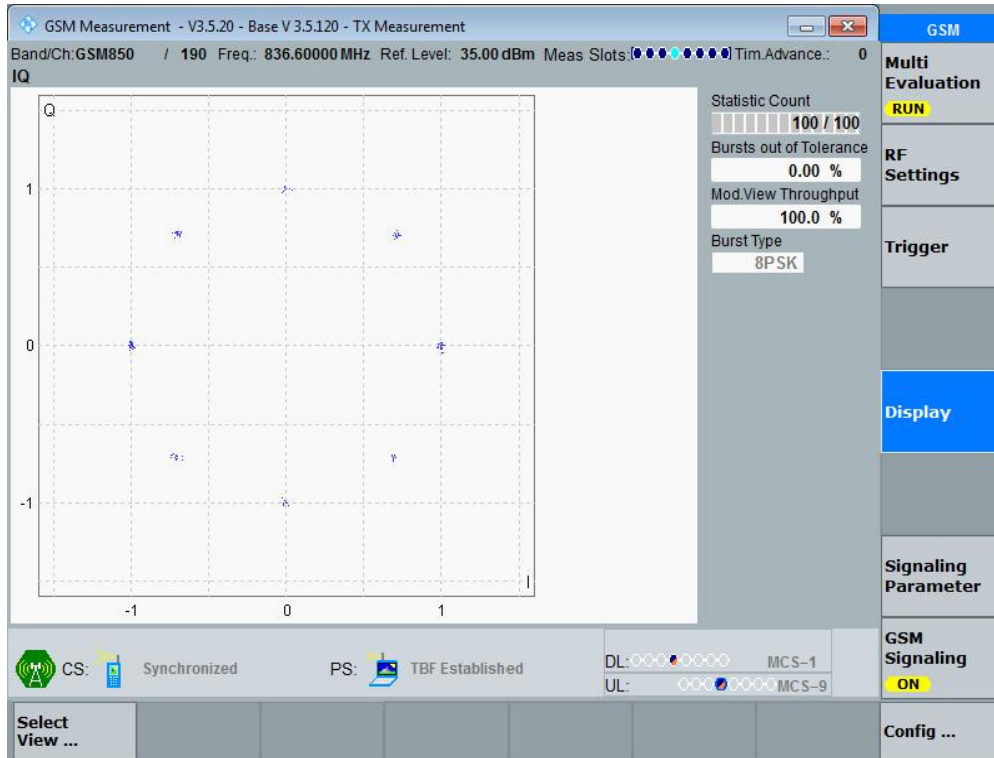 GSM Measurement - V3.5.20 - Base V 3.5.120 - TX Measurement
GSM
Band/Ch: GSM850 / 190 Freq.: 836.60000 MHz Ref. Level: 35.00 dBm Meas Slots: Tim.Advance.: 0
IQ
Multi
Evaluation
RUN
Q
Statistic Count
100 / 100
Bursts out of Tolerance
0.00 %
RF
Settings
1
Mod.View Throughput
100.0 %
Burst Type
8PSK
Trigger
0
Display
-1
I
-1 0 1
Signaling
Parameter
CS: Synchronized PS: TBF Established
DL: MCS-1
UL: MCS-9
GSM
Signaling
ON
Select
View ...
Config ...